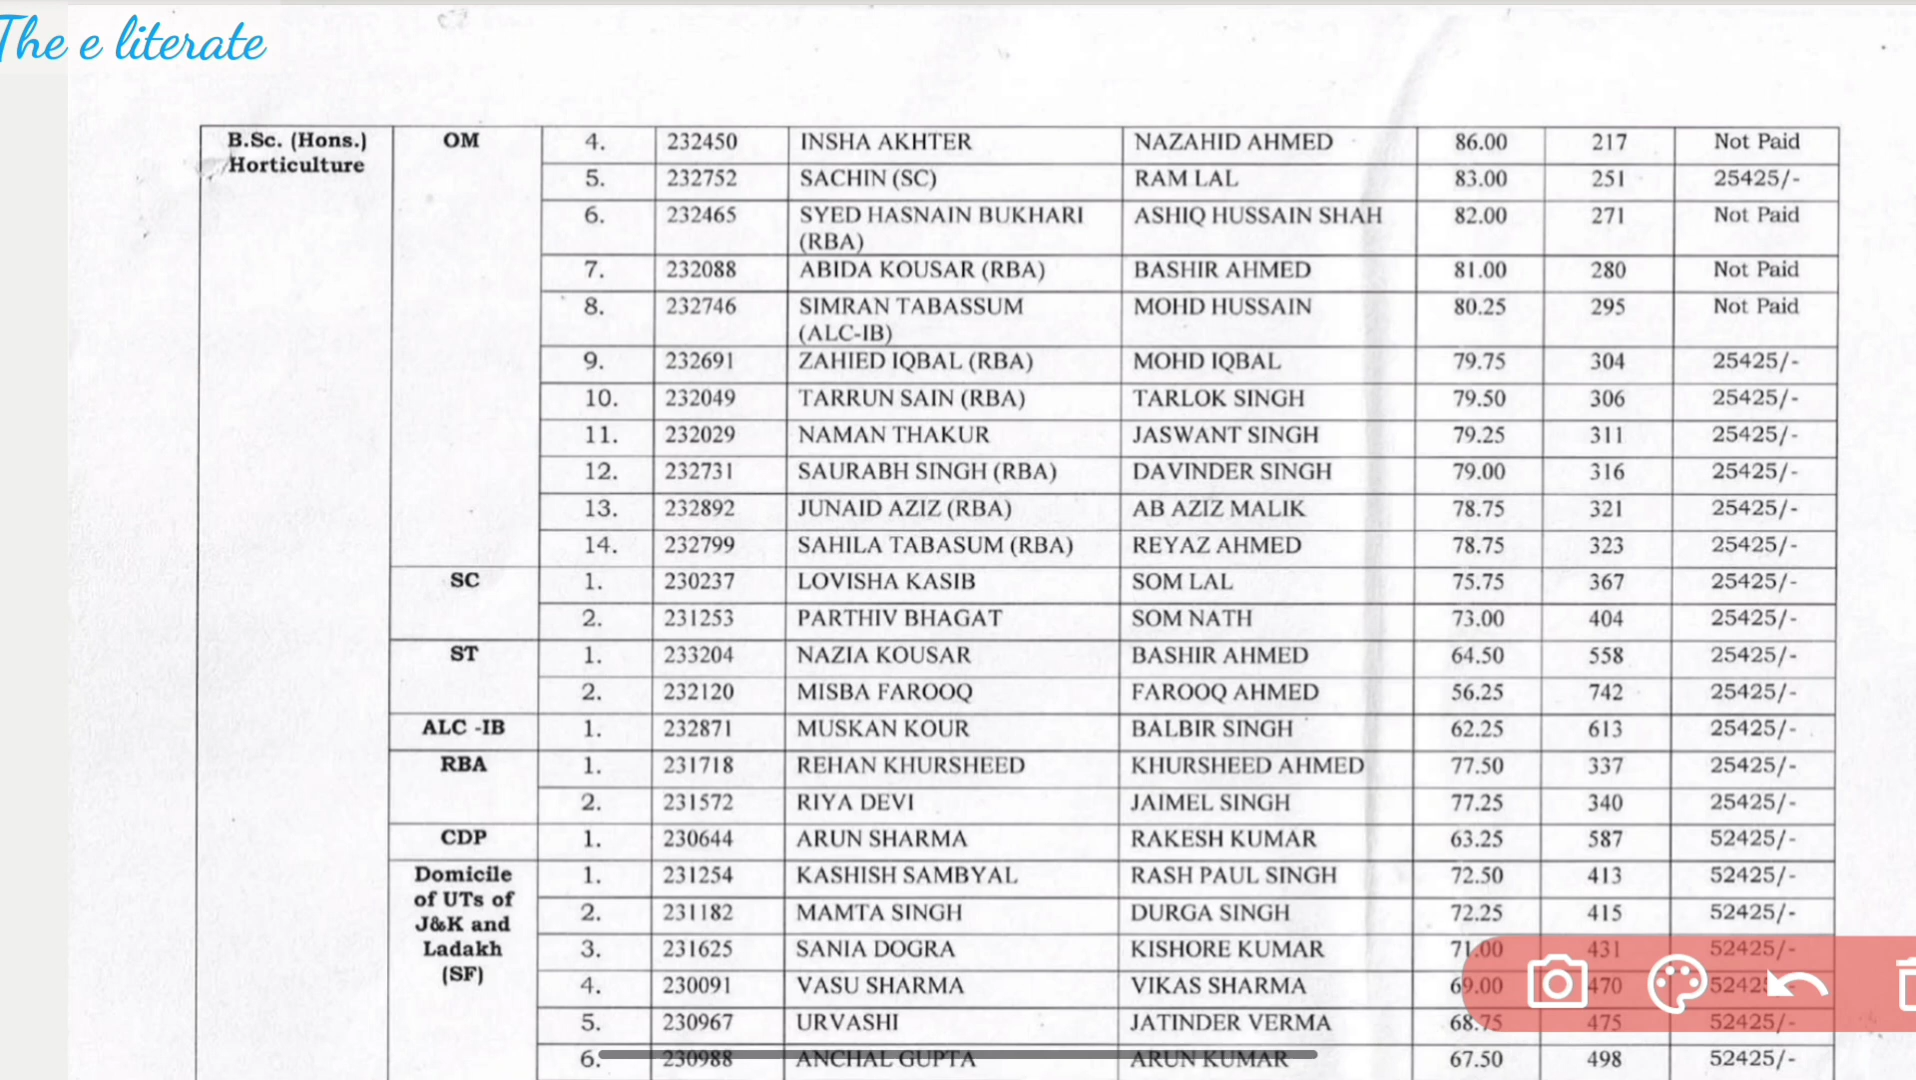 The e literate
B.Sc. (Hons.) OM 4. 232450 INSHA AKHTER NAZAHID AHMED 86.00 217 Not Paid
Horticulture
5. 232752 SACHIN (SC) RAM LAL 83.00 251 25425/-
6. 232465 SYED HASNAIN BUKHARI ASHIQ HUSSAIN SHAH 82.00 271 Not Paid
(RBA)
7. 232088 ABIDA KOUSAR (RBA) BASHIR AHMED 81.00 280 Not Paid
8. 232746 SIMRAN TABASSUM MOHD HUSSAIN 80.25 295 Not Paid
(ALC-IB)
9. 232691 ZAHIED IQBAL (RBA) MOHD IQBAL 79.75 304 25425/-
10. 232049 TARRUN SAIN (RBA) TARLOK SINGH 79.50 306 25425/-
11. 232029 NAMAN THAKUR JASWANT SINGH 79.25 311 25425/-
12. 232731 SAURABH SINGH (RBA) DAVINDER SINGH 79.00 316 25425/-
13. 232892 JUNAID AZIZ (RBA) AB AZIZ MALIK 78.75 321 25425/-
14. 232799 SAHILA TABASUM (RBA) REYAZ AHMED 78.75 323 25425/-
SC 1. 230237 LOVISHA KASIB SOM LAL 75.75 367 25425/-
2. 231253 PARTHIV BHAGAT SOM NATH 73.00 404 25425/-
ST 1. 233204 NAZIA KOUSAR BASHIR AHMED 64.50 558 25425/-
2. 232120 MISBA FAROOQ FAROOQ AHMED 56.25 742 25425/-
ALC -IB 1. 232871 MUSKAN KOUR BALBIR SINGH 62.25 613 25425/-
RBA 1. 231718 REHAN KHURSHEED KHURSHEED AHMED 77.50 337 25425/-
2. 231572 RIYA DEVI JAIMEL SINGH 77.25 340 25425/-
CDP 1. 230644 ARUN SHARMA RAKESH KUMAR 63.25 587 52425/-
Domicile 1. 231254 KASHISH SAMBYAL RASH PAUL SINGH 72.50 413 52425/-
of UTs of
J&K and 2. 231182 MAMTA SINGH DURGA SINGH 72.25 415 52425/-
Ladakh 3. 231625 SANIA DOGRA KISHORE KUMAR 71.00 431 52425/-
(SF) 4. 230091 VASU SHARMA VIKAS SHARMA 69.00 470
5. 230967 URVASHI JATINDER VERMA 68.75 475 52425/-
6. 230988 ANCHAL GUPTA ARUN KUMAR 67.50 498 52425/-